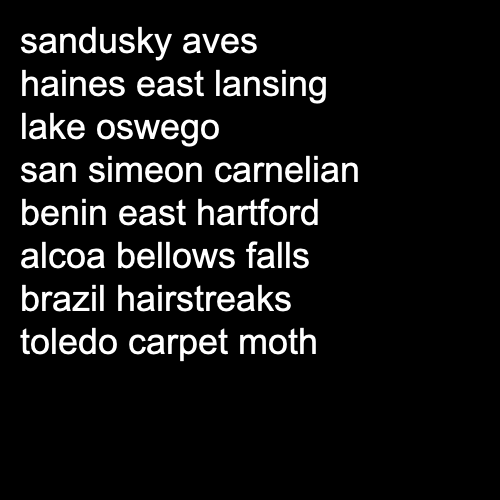 sandusky aves
haines east lansing
lake oswego
san simeon carnelian
benin east hartford
alcoa bellows falls
brazil hairstreaks
toledo carpet moth